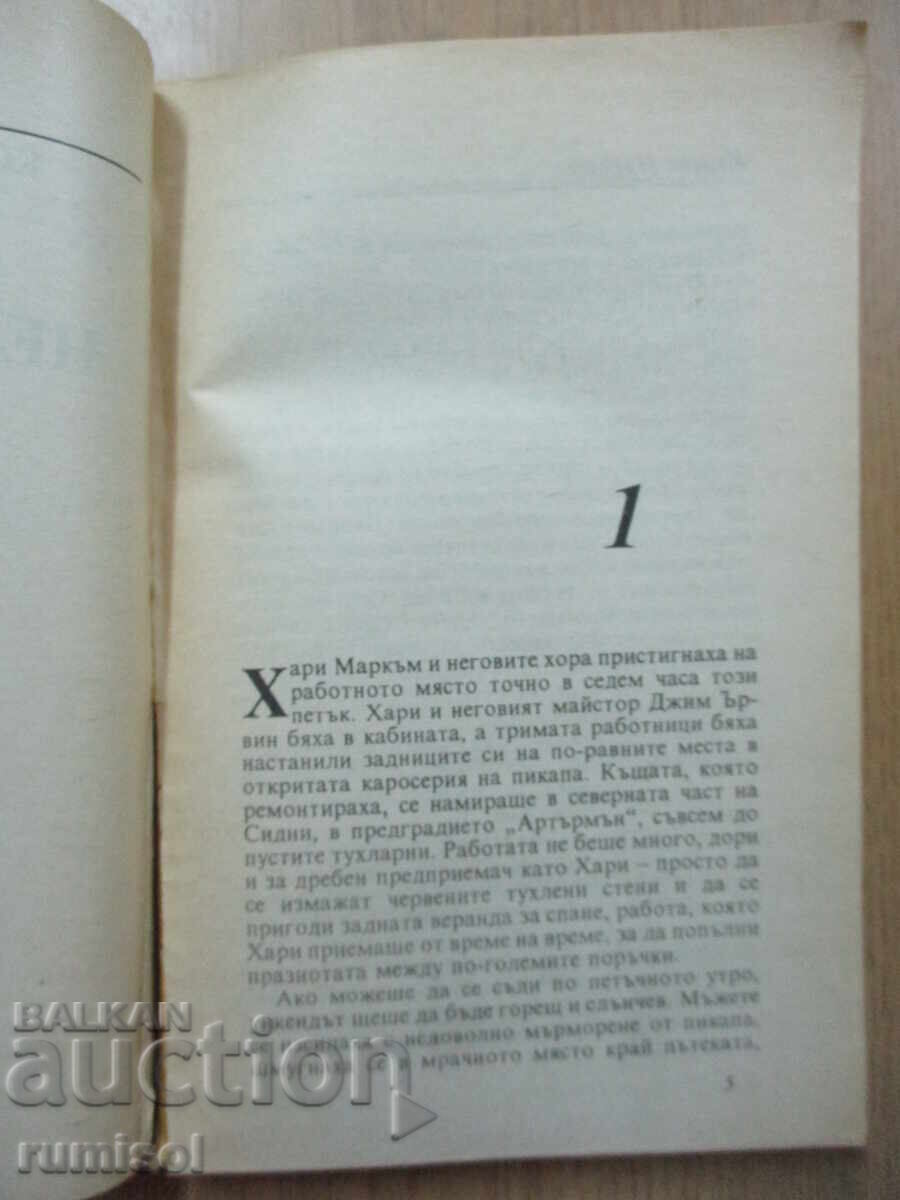 1
Хари Маркъм и неговите хора пристигнаха на
работното място точно в седем часа този
петък. Хари и неговият майстор Джим Ър-
вин бяха в кабината, а тримата работници бяха
настанили задниците си на по-равните места в
откритата каросерия на пикапа. Къщата, която
ремонтираха, се намираше в северната част на
Сидни, в предградието „Артърмън“, съвсем до
пустите тухларни. Работата не беше много, дори
и за дребен предприемач като Хари – просто да
се измажат червените тухлени стени и да се
пригоди задната веранда за спане, работа, която
Хари приемаше от време на време, за да попълни
празнотата между по-големите поръчки.
Ако можеше да се съди по петъчното утро,
уикендът щеше да бъде горещ и слънчев. Мъжете
с недоволно мърморене от пикапа,
шмугнаха се в мрачното място край пътеката,
5
BALKAN
auction
rumisol